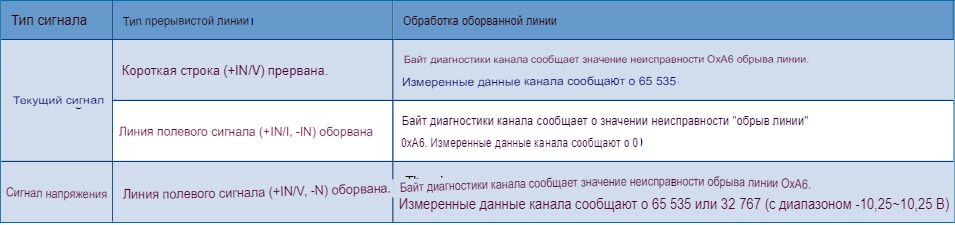 Тип сигнала
Тип прерывистой линии
Обработка оборванной линии
Текущий сигнал
Короткая строка (+IN/V) прервана.
Байт диагностики канала сообщает значение неисправности OxA6 обрыва линии.
Измеренные данные канала сообщают о 65 535
Линия полевого сигнала (+IN/I, -IN) оборвана
Байт диагностики канала сообщает о значении неисправности "обрыв линии"
0xA6. Измеренные данные канала сообщают о 0
Сигнал напряжения
Линия полевого сигнала (+IN/V, -N) оборвана.
Байт диагностики канала сообщает значение неисправности обрыва линии OxA6.
Измеренные данные канала сообщают о 65 535 или 32 767 (с диапазоном -10,25~10,25 В)